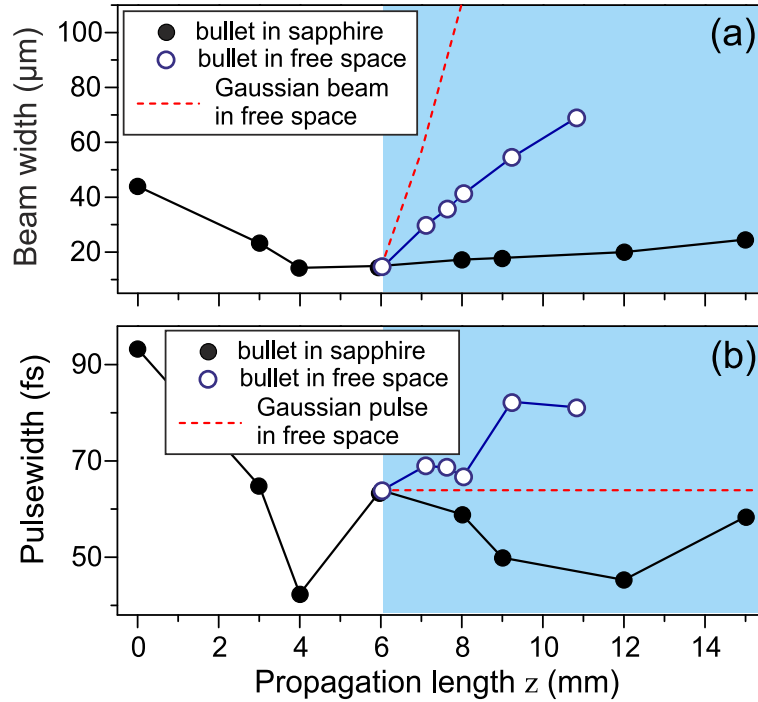 100
80
60
40
20
Beam width (μm)
bullet in sapphire
bullet in free space
Gaussian beam
in free space
(a)
90
70
50
Pulsewidth (fs)
bullet in sapphire
bullet in free space
Gaussian pulse
in free space
(b)
0 2 4 6 8 10 12 14
Propagation length z (mm)